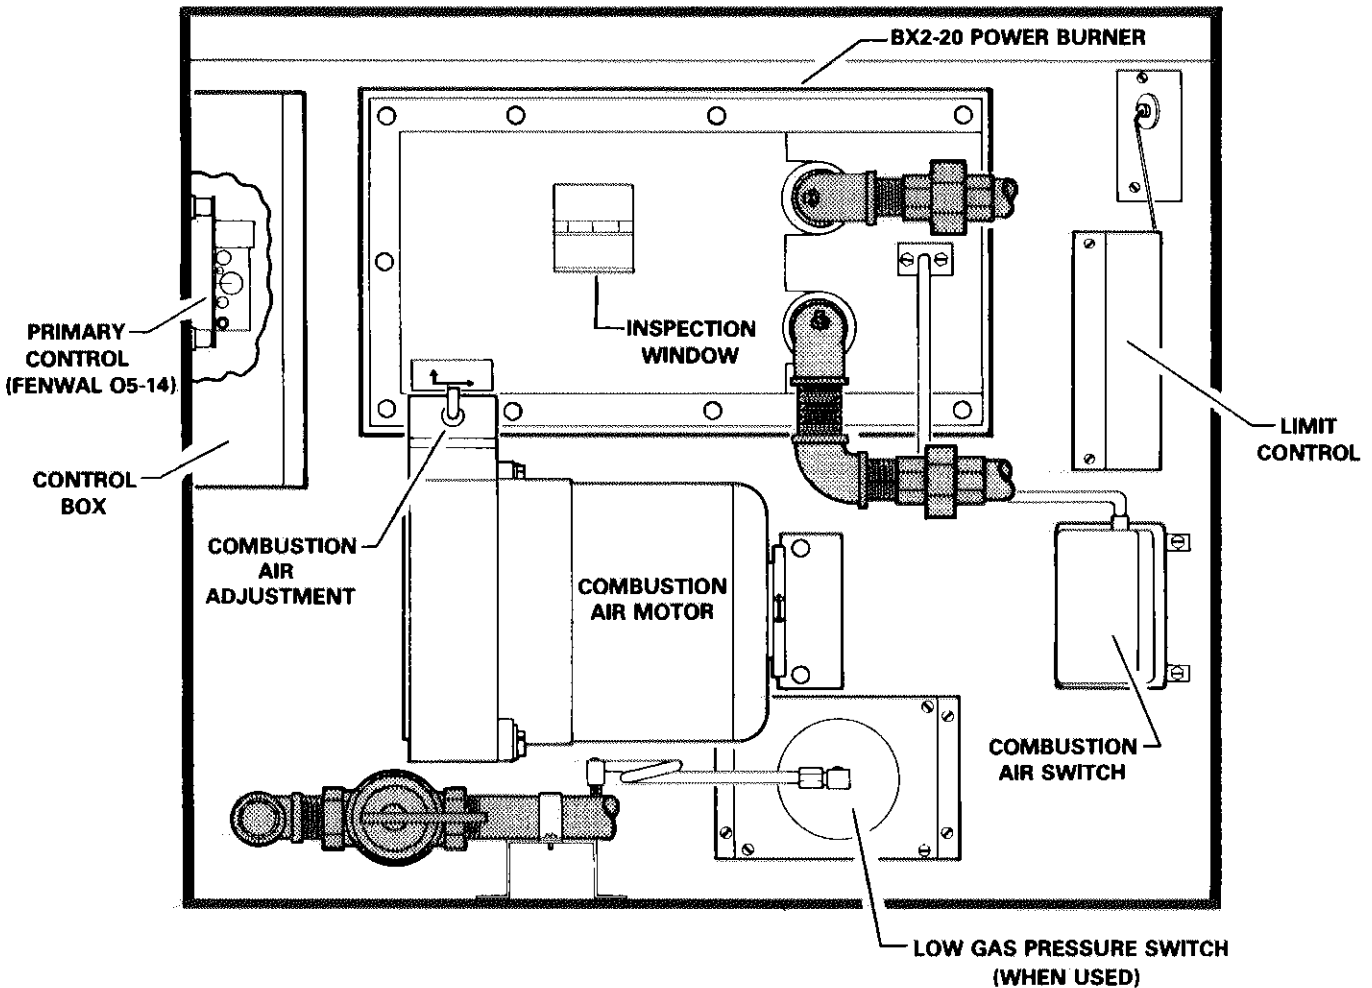 BX2-20 POWER BURNER
INSPECTION
WINDOW
PRIMARY
CONTROL
(FENWAL O5-14)
LIMIT
CONTROL
CONTROL
BOX
COMBUSTION
AIR
ADJUSTMENT
COMBUSTION
AIR MOTOR
COMBUSTION
AIR SWITCH
LOW GAS PRESSURE SWITCH
(WHEN USED)